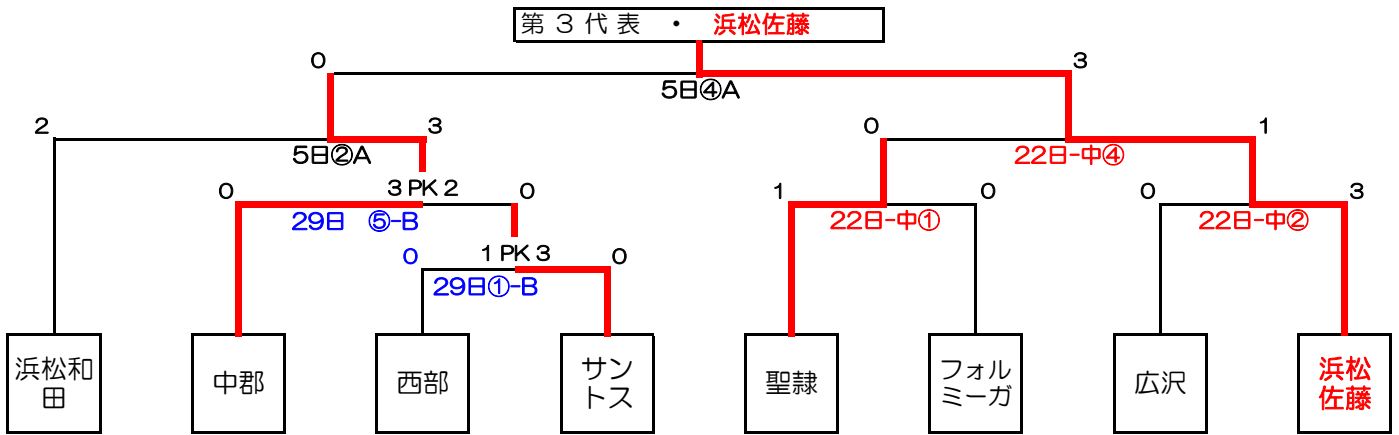 第３代表 ・ 浜松佐藤
0 3
5日④A
2 3 0 1
5日②A 22日-中④
0 3 PK 2 0 1 0 0 3
29日 ⑤-B 22日-中① 22日-中②
0 1 PK 3 0
29日①-B
浜松和
田
中郡
西部
サン
トス
聖隷
フォル
ミーガ
広沢
浜松
佐藤